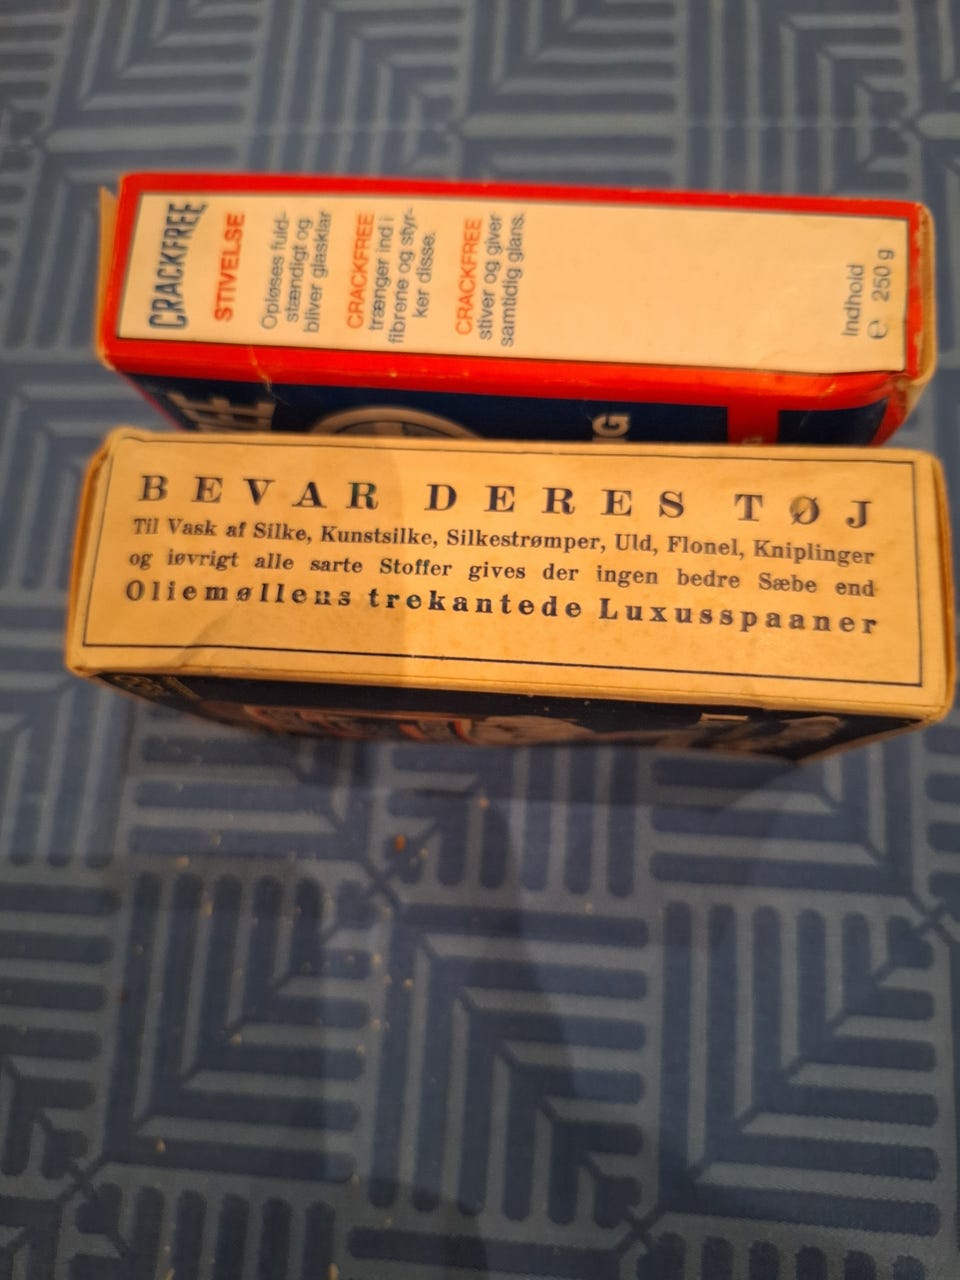 CRACKFREE
STIVELSE
Opløses fuld-
stændigt og
bliver glasklar
CRACKFREE
trænger ind i
fibrene og styr-
ker disse.
CRACKFREE
stiver og giver
samtidig glans.
Indhold
℮ 250 g
BEVAR DERES TØJ
Til Vask af Silke, Kunstsilke, Silkestrømper, Uld, Flonel, Kniplinger
og iøvrigt alle sarte Stoffer gives der ingen bedre Sæbe end
Oliemøllens trekantede Luxusspaaner